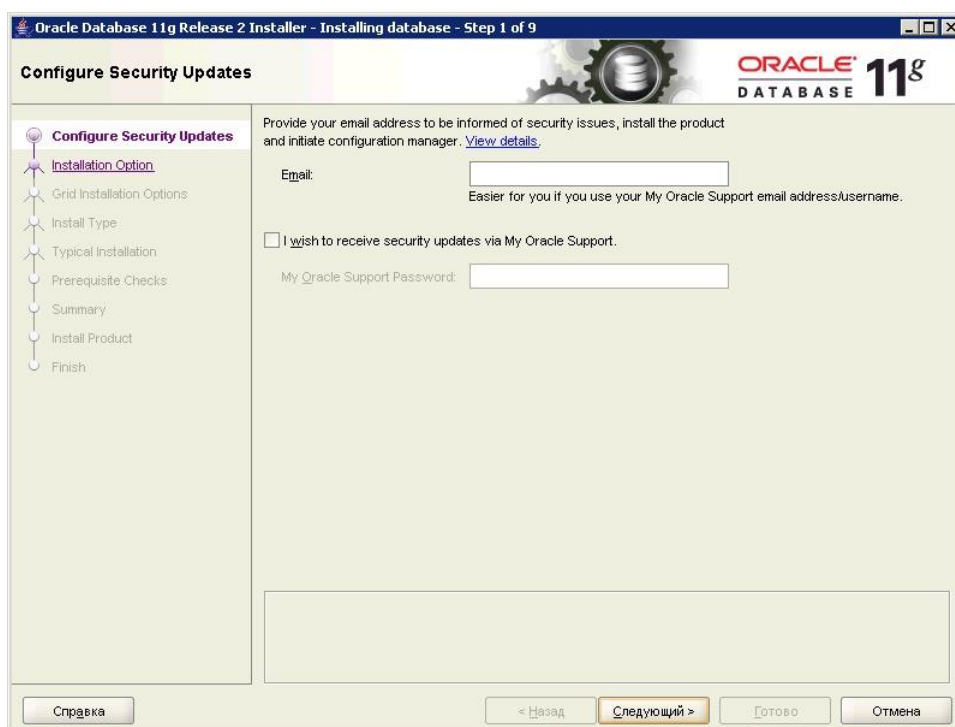 Oracle Database 11g Release 2 Installer - Installing database - Step 1 of 9
Configure Security Updates
ORACLE
DATABASE 11g
Configure Security Updates
Installation Option
Grid Installation Options
Install Type
Typical Installation
Prerequisite Checks
Summary
Install Product
Finish
Provide your email address to be informed of security issues, install the product
and initiate configuration manager. View details.
Email:
Easier for you if you use your My Oracle Support email address/username.
I wish to receive security updates via My Oracle Support.
My Oracle Support Password:
Справка
< Назад
Следующий >
Готово
Отмена